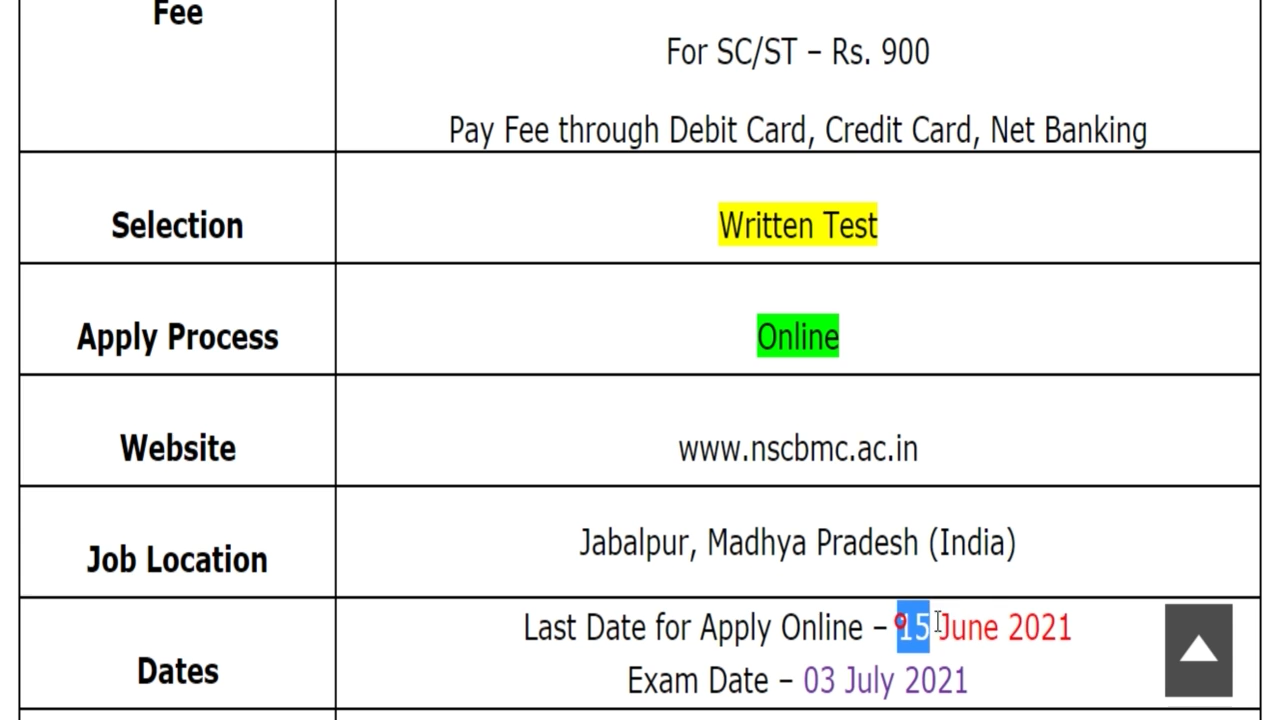 Fee
For SC/ST – Rs. 900
Pay Fee through Debit Card, Credit Card, Net Banking
Selection
Written Test
Apply Process
Online
Website
www.nscbmc.ac.in
Job Location
Jabalpur, Madhya Pradesh (India)
Dates
Last Date for Apply Online – 15 June 2021
Exam Date – 03 July 2021